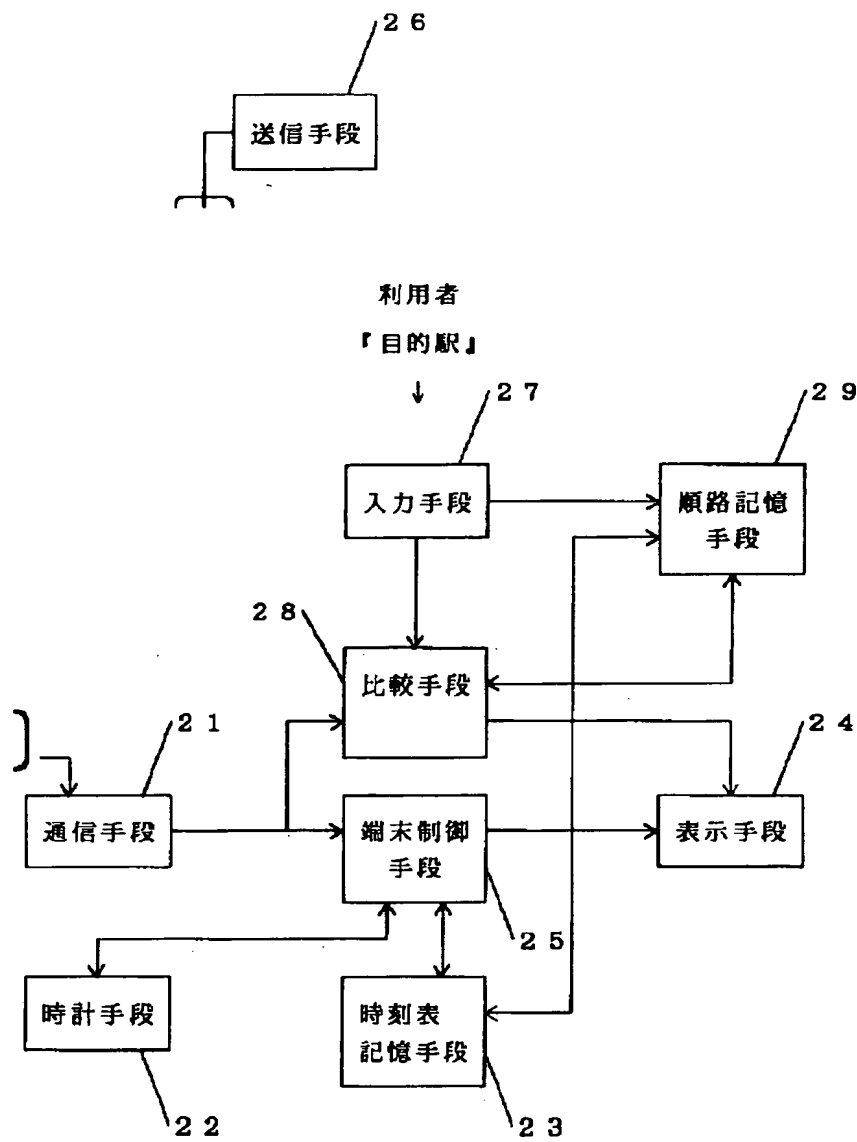 ２６
送信手段
利用者
『目的駅』
２７
２９
入力手段
順路記憶
手段
２８
比較手段
２１
２４
通信手段
端末制御
手段
表示手段
２５
時計手段
時刻表
記憶手段
２２
２３